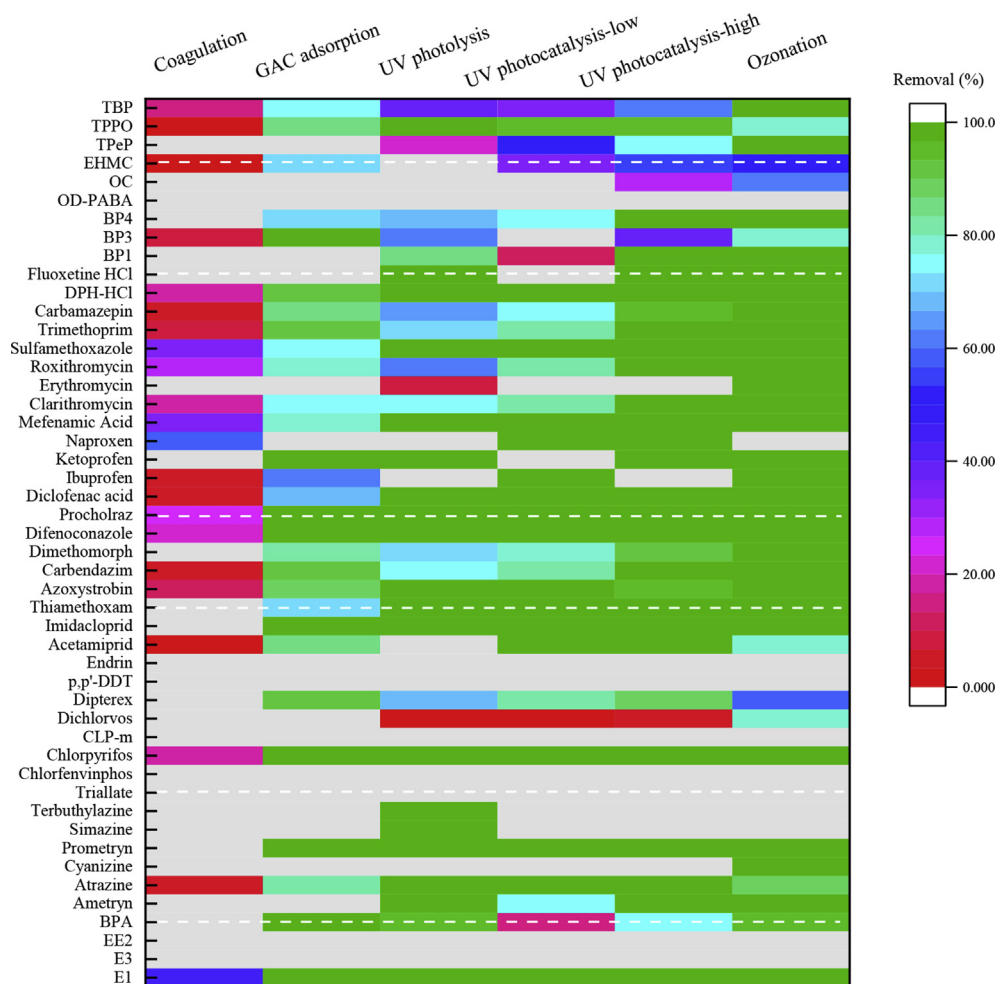 Coagulation
GAC adsorption
UV photolysis
UV photocatalysis-low
UV photocatalysis-high
Ozonation
Removal (%)
TBP
TPPO
TPeP
EHMC
OC
OD-PABA
BP4
BP3
BP1
Fluoxetine HCl
DPH-HCl
Carbamazepin
Trimethoprim
Sulfamethoxazole
Roxithromycin
Erythromycin
Clarithromycin
Mefenamic Acid
Naproxen
Ketoprofen
Ibuprofen
Diclofenac acid
Procholraz
Difenoconazole
Dimethomorph
Carbendazim
Azoxystrobin
Thiamethoxam
Imidacloprid
Acetamiprid
Endrin
p,p'-DDT
Dipterex
Dichlorvos
CLP-m
Chlorpyrifos
Chlorfenvinphos
Triallate
Terbuthylazine
Simazine
Prometryn
Cyanizine
Atrazine
Ametryn
BPA
EE2
E3
E1
100.0
80.00
60.00
40.00
20.00
0.000